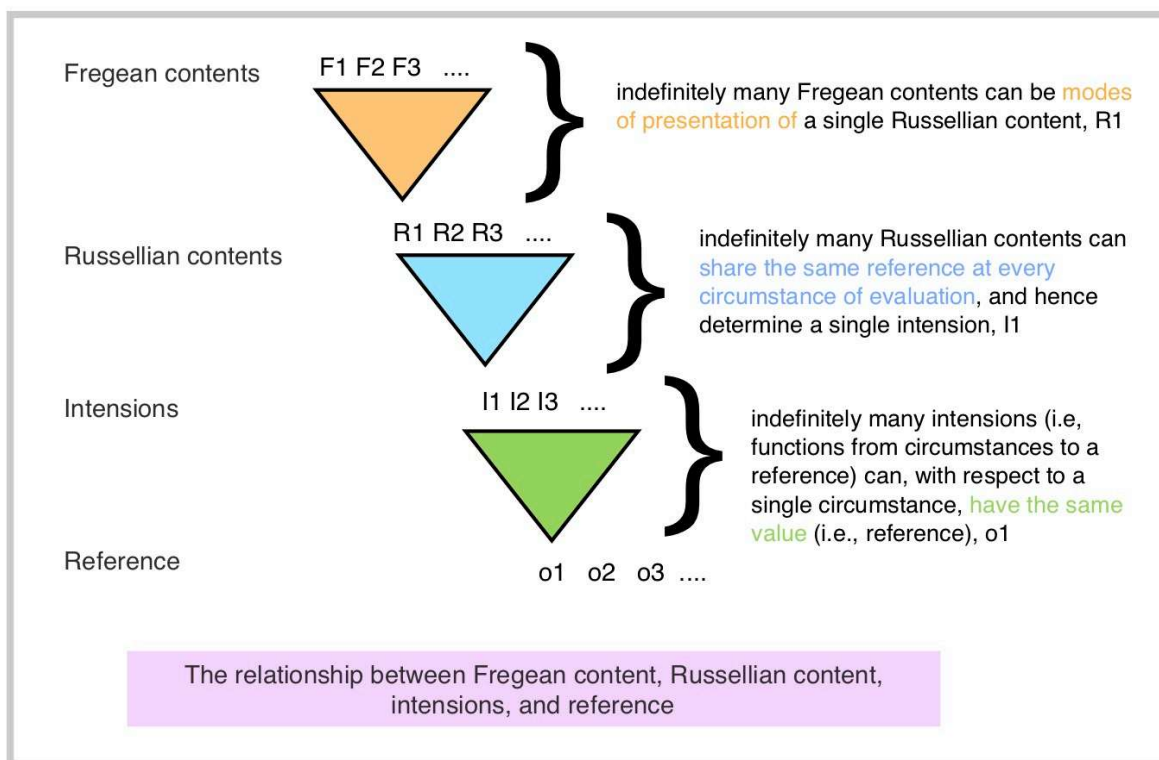 Fregean contents
F1 F2 F3 ....
indefinitely many Fregean contents can be modes
of presentation of a single Russellian content, R1
Russellian contents
R1 R2 R3 ....
indefinitely many Russellian contents can
share the same reference at every
circumstance of evaluation, and hence
determine a single intension, I1
Intensions
I1 I2 I3 ....
indefinitely many intensions (i.e,
functions from circumstances to a
reference) can, with respect to a
single circumstance, have the same
value (i.e., reference), o1
Reference
o1 o2 o3 ....
The relationship between Fregean content, Russellian content,
intensions, and reference